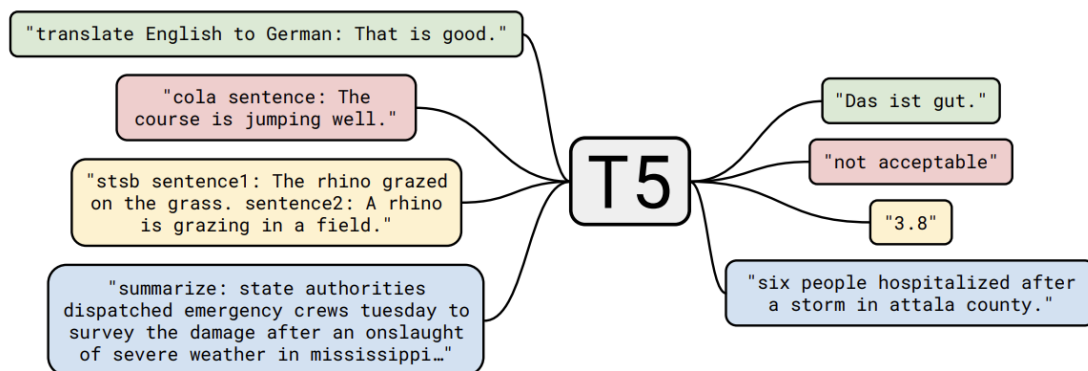 "translate English to German: That is good."
"cola sentence: The
course is jumping well."
"stsb sentence1: The rhino grazed
on the grass. sentence2: A rhino
is grazing in a field."
"summarize: state authorities
dispatched emergency crews tuesday to
survey the damage after an onslaught
of severe weather in mississippi…"
T5
"Das ist gut."
"not acceptable"
"3.8"
"six people hospitalized after
a storm in attala county."